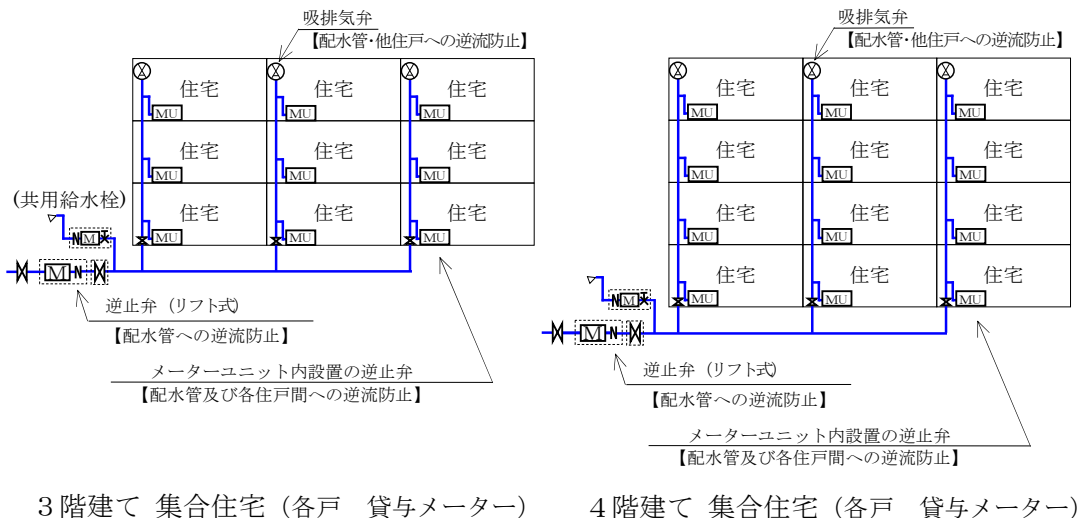 吸排気弁
【配水管・他住戸への逆流防止】
住宅 住宅 住宅
MU MU MU
住宅 住宅 住宅
MU MU MU
(共用給水栓)
住宅 住宅 住宅
M MU MU MU
M
逆止弁(リフト式)
【配水管への逆流防止】
メーターユニット内設置の逆止弁
【配水管及び各住戸間への逆流防止】
3階建て 集合住宅(各戸 貸与メーター)
吸排気弁
【配水管・他住戸への逆流防止】
住宅 住宅 住宅
MU MU MU
住宅 住宅 住宅
MU MU MU
住宅 住宅 住宅
MU MU MU
住宅 住宅 住宅
M MU MU MU
M
逆止弁(リフト式)
【配水管への逆流防止】
メーターユニット内設置の逆止弁
【配水管及び各住戸間への逆流防止】
4階建て 集合住宅(各戸 貸与メーター)